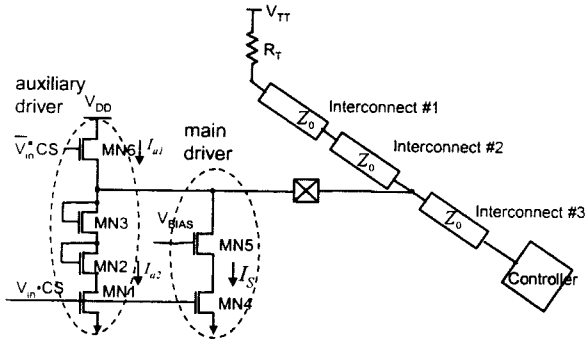 V_TT
R_T
auxiliary
driver
V_DD
Z_0
Interconnect #1
V̅_in•CS
MN6
I_a1
main
driver
Z_0
Interconnect #2
MN3
V_BIAS
MN5
Z_0
Interconnect #3
MN2
I_a2
I_S
Controller
V_in•CS
MN1
MN4